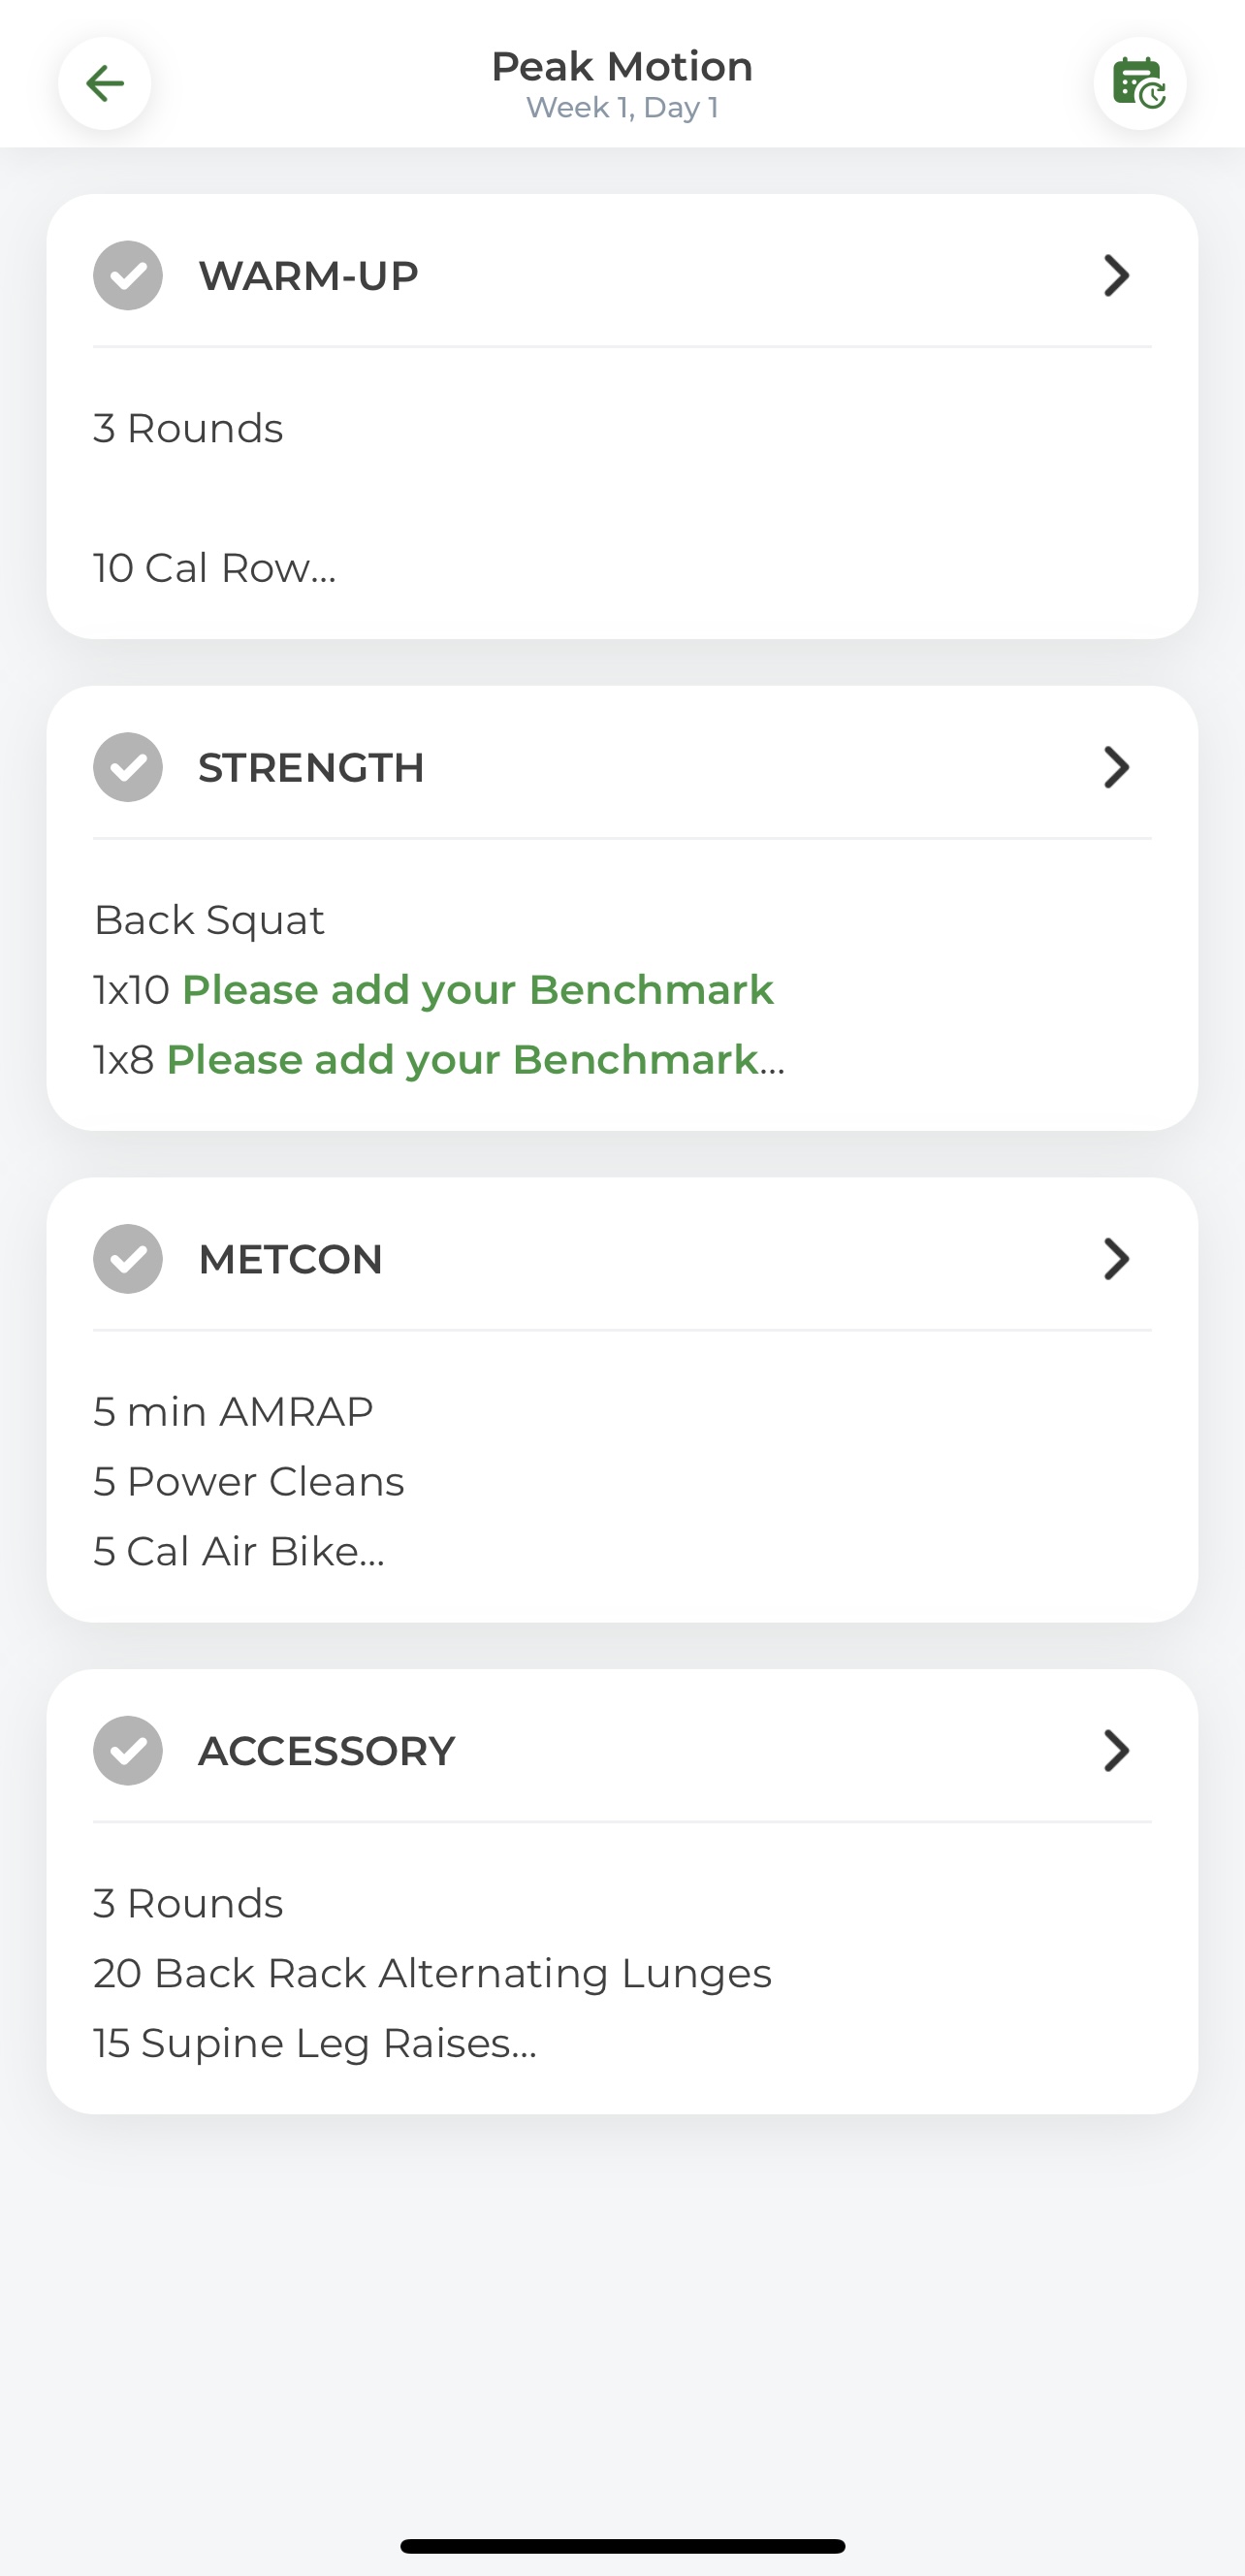 Peak Motion
Week 1, Day 1
WARM-UP
3 Rounds
10 Cal Row...
STRENGTH
Back Squat
1x10 Please add your Benchmark
1x8 Please add your Benchmark...
METCON
5 min AMRAP
5 Power Cleans
5 Cal Air Bike...
ACCESSORY
3 Rounds
20 Back Rack Alternating Lunges
15 Supine Leg Raises...